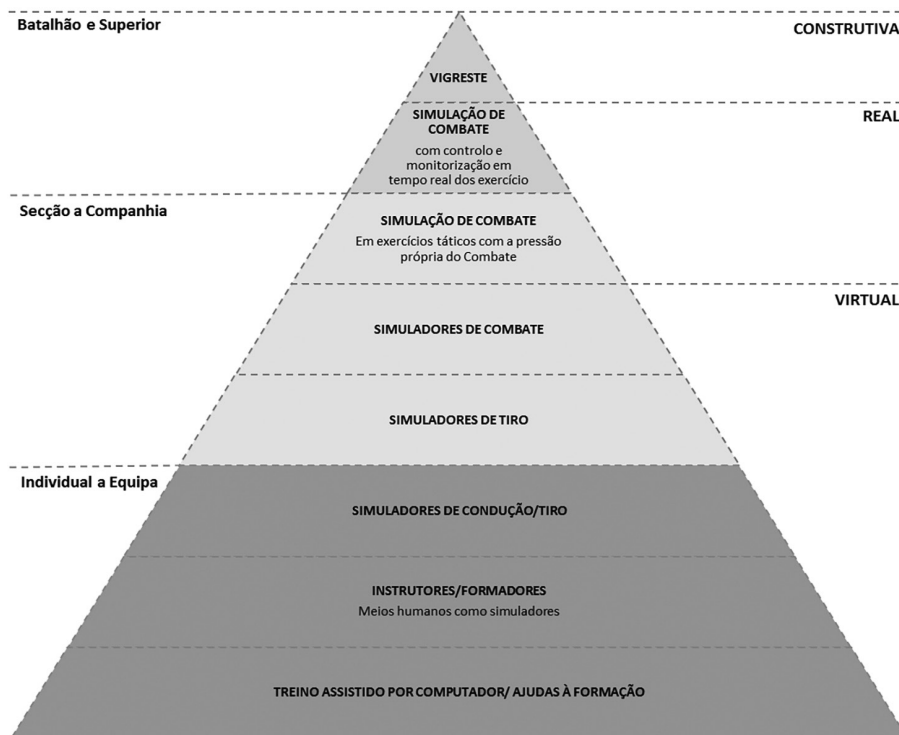 Batalhão e Superior
CONSTRUTIVA
VIGRESTE
REAL
SIMULAÇÃO DE
COMBATE
com controlo e
monitorização em
tempo real dos exercício
Secção a Companhia
SIMULAÇÃO DE COMBATE
Em exercícios táticos com a pressão
própria do Combate
VIRTUAL
SIMULADORES DE COMBATE
SIMULADORES DE TIRO
Individual a Equipa
SIMULADORES DE CONDUÇÃO/TIRO
INSTRUTORES/FORMADORES
Meios humanos como simuladores
TREINO ASSISTIDO POR COMPUTADOR/ AJUDAS À FORMAÇÃO